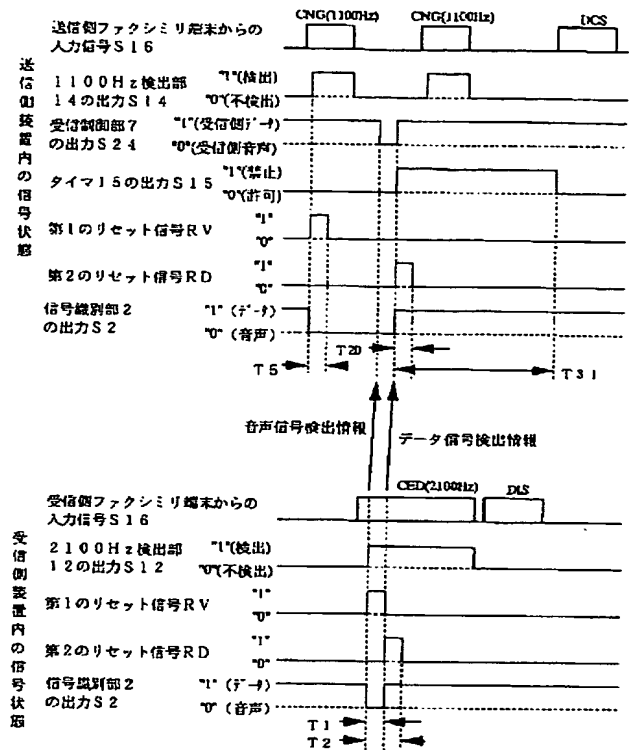 CNG(1100Hz) CNG(1100Hz) DCS
送信側ファクシミリ端末からの
入力信号S16
送信側装置内の信号状態
1100Hz検出部 "1"(検出)
14の出力S14 "0"(不検出)
受信制御部7 "1"(受信側データ)
の出力S24 "0"(受信側音声)
タイマ15の出力S15 "1"(禁止)
"0"(許可)
第1のリセット信号RV "1"
"0"
第2のリセット信号RD "1"
"0"
信号識別部2 "1"(データ)
の出力S2 "0"(音声)
T20
T5 T31
音声信号検出情報 データ信号検出情報
CED(2100Hz) DIS
受信側ファクシミリ端末からの
入力信号S16
受信側装置内の信号状態
2100Hz検出部 "1"(検出)
12の出力S12 "0"(不検出)
第1のリセット信号RV "1"
"0"
第2のリセット信号RD "1"
"0"
信号識別部2 "1"(データ)
の出力S2 "0"(音声)
T1
T2